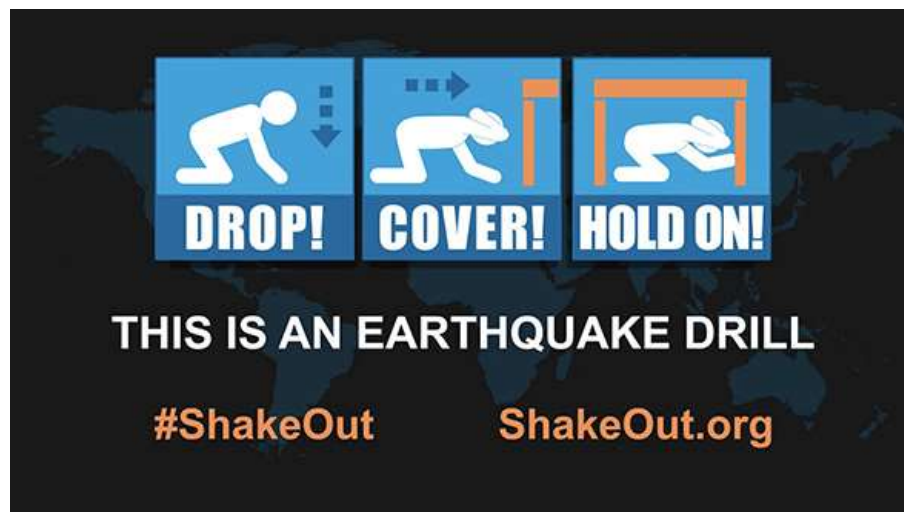 DROP! COVER! HOLD ON!
THIS IS AN EARTHQUAKE DRILL
#ShakeOut ShakeOut.org